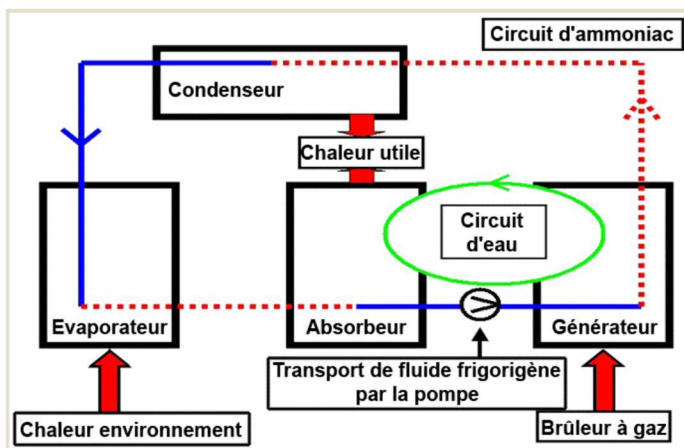 Circuit d'ammoniac
Condenseur
Chaleur utile
Circuit
d'eau
Evaporateur
Absorbeur
Générateur
Transport de fluide frigorigène
par la pompe
Chaleur environnement
Brûleur à gaz